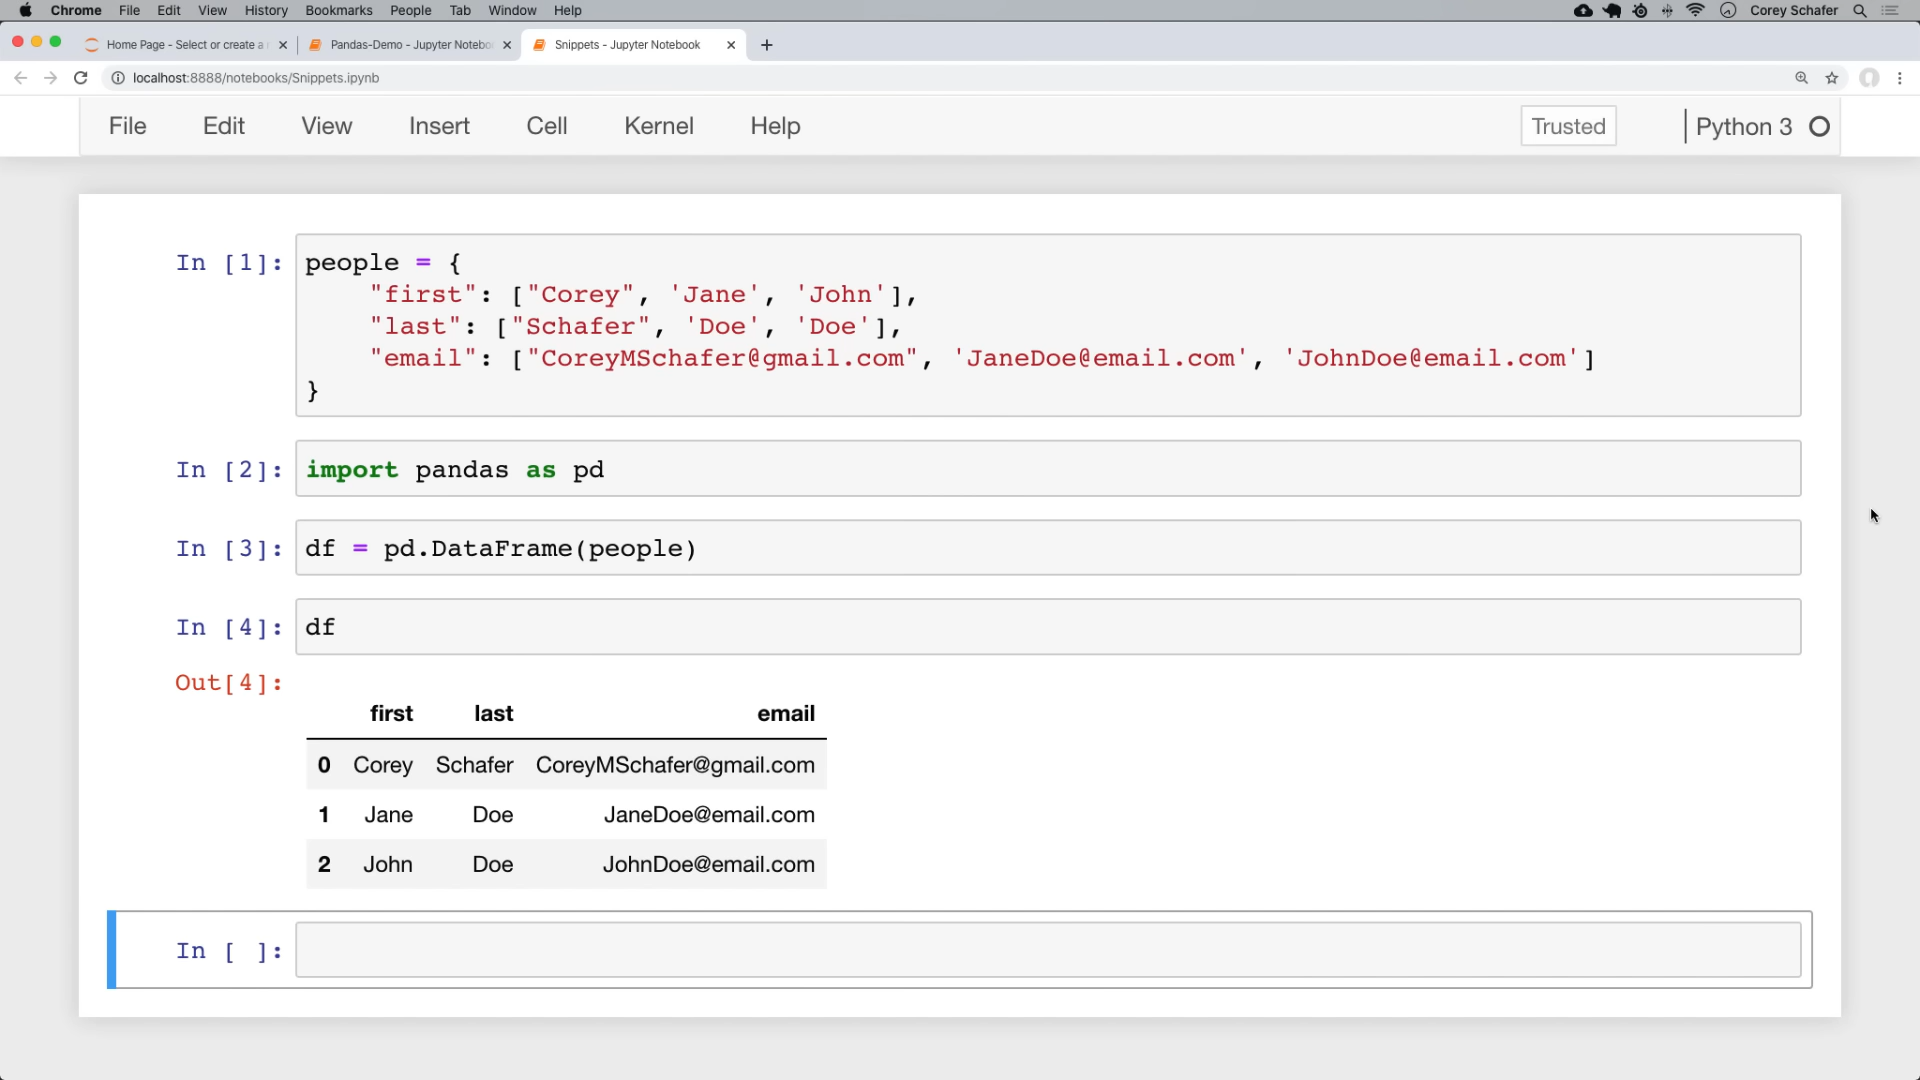 Chrome File Edit View History Bookmarks People Tab Window Help Corey Schafer
Home Page - Select or create a Pandas-Demo - Jupyter Notebo Snippets - Jupyter Notebook
localhost:8888/notebooks/Snippets.ipynb
File Edit View Insert Cell Kernel Help Trusted Python 3
In [1]: people = {
"first": ["Corey", 'Jane', 'John'],
"last": ["Schafer", 'Doe', 'Doe'],
"email": ["CoreyMSchafer@gmail.com", 'JaneDoe@email.com', 'JohnDoe@email.com']
}
In [2]: import pandas as pd
In [3]: df = pd.DataFrame(people)
In [4]: df
Out[4]:
first last email
0 Corey Schafer CoreyMSchafer@gmail.com
1 Jane Doe JaneDoe@email.com
2 John Doe JohnDoe@email.com
In [ ]: